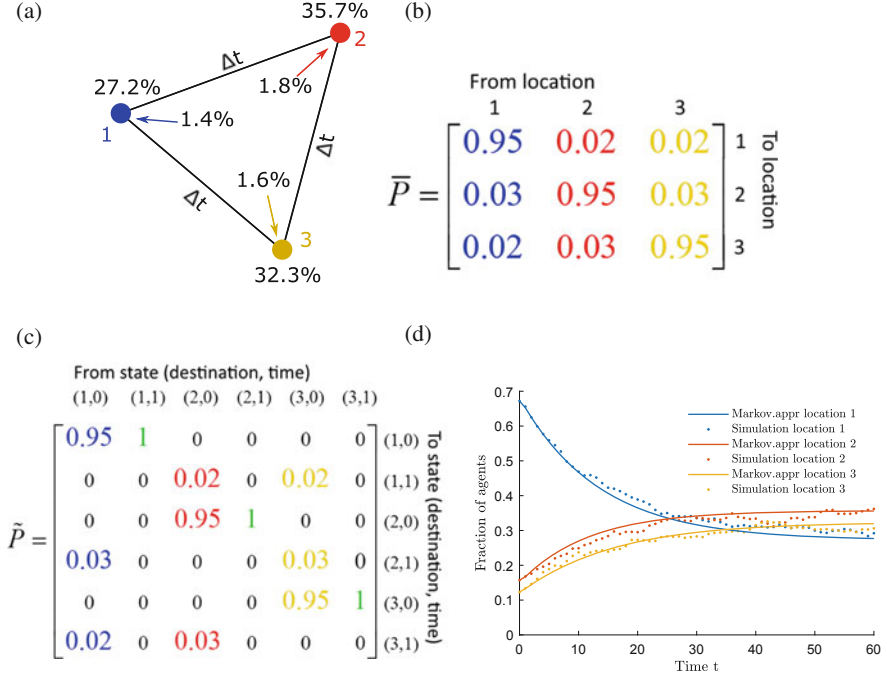 (a)
35.7%
2
Δt
1.8%
27.2%
1.4%
1
Δt
Δt
1.6%
3
32.3%
(b)
From location
1 2 3
P̅ =
0.95 0.02 0.02 1
0.03 0.95 0.03 2
0.02 0.03 0.95 3
To location
(c)
From state (destination, time)
(1,0) (1,1) (2,0) (2,1) (3,0) (3,1)
P̃ =
0.95 1 0 0 0 0 (1,0)
0 0 0.02 0 0.02 0 (1,1)
0 0 0.95 1 0 0 (2,0)
0.03 0 0 0 0.03 0 (2,1)
0 0 0 0 0.95 1 (3,0)
0.02 0 0.03 0 0 0 (3,1)
To state (destination, time)
(d)
0.7
0.6
0.5
0.4
0.3
0.2
0.1
0
Fraction of agents
Markov.appr location 1
Simulation location 1
Markov.appr location 2
Simulation location 2
Markov.appr location 3
Simulation location 3
0 10 20 30 40 50 60
Time t